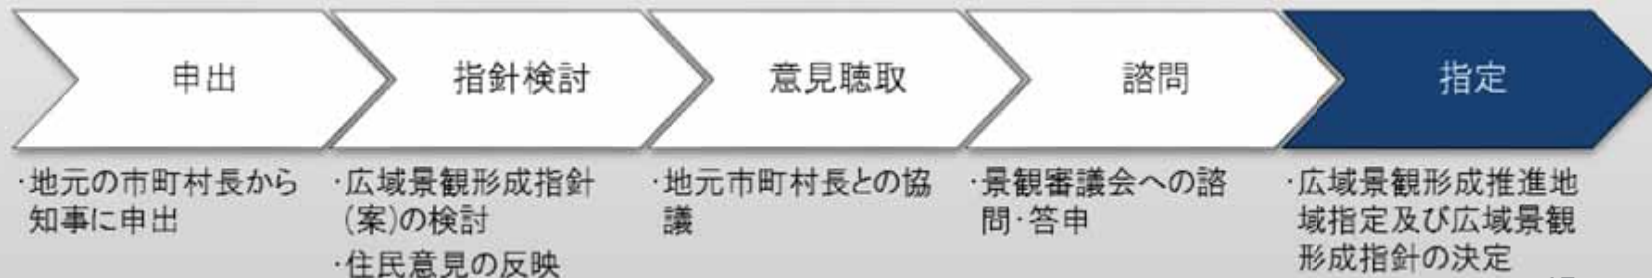 申出
指針検討
意見聴取
諮問
指定
・地元の市町村長から
知事に申出
・広域景観形成指針
(案)の検討
・住民意見の反映
・地元市町村長との協
議
・景観審議会への諮
問・答申
・広域景観形成推進地
域指定及び広域景観
形成指針の決定